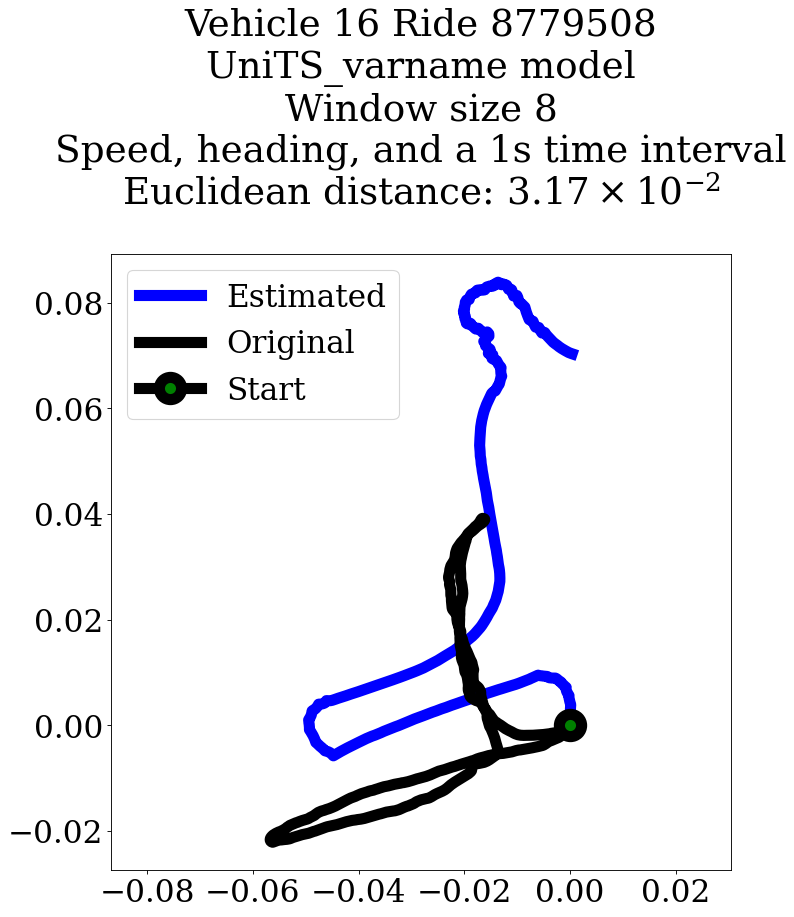 Vehicle 16 Ride 8779508
UniTS_varname model
Window size 8
Speed, heading, and a 1s time interval
Euclidean distance: 3.17 × 10⁻²
Estimated
Original
Start
0.08
0.06
0.04
0.02
0.00
−0.02
−0.08 −0.06 −0.04 −0.02 0.00 0.02